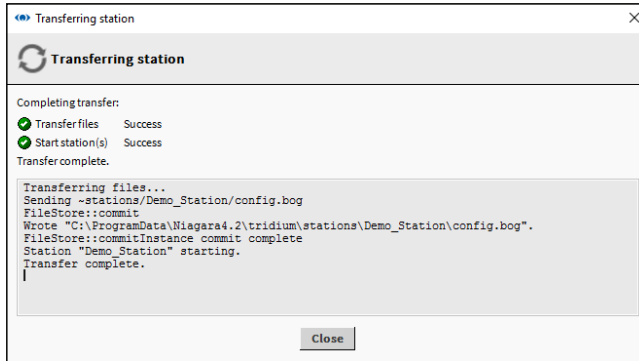 Transferring station
Transferring station
Completing transfer:
Transfer files Success
Start station(s) Success
Transfer complete.
Transferring files...
Sending ~stations/Demo_Station/config.bog
FileStore::commit
Wrote "C:\ProgramData\Niagara4.2\tridium\stations\Demo_Station\config.bog".
FileStore::commitInstance commit complete
Station "Demo_Station" starting.
Transfer complete.
Close